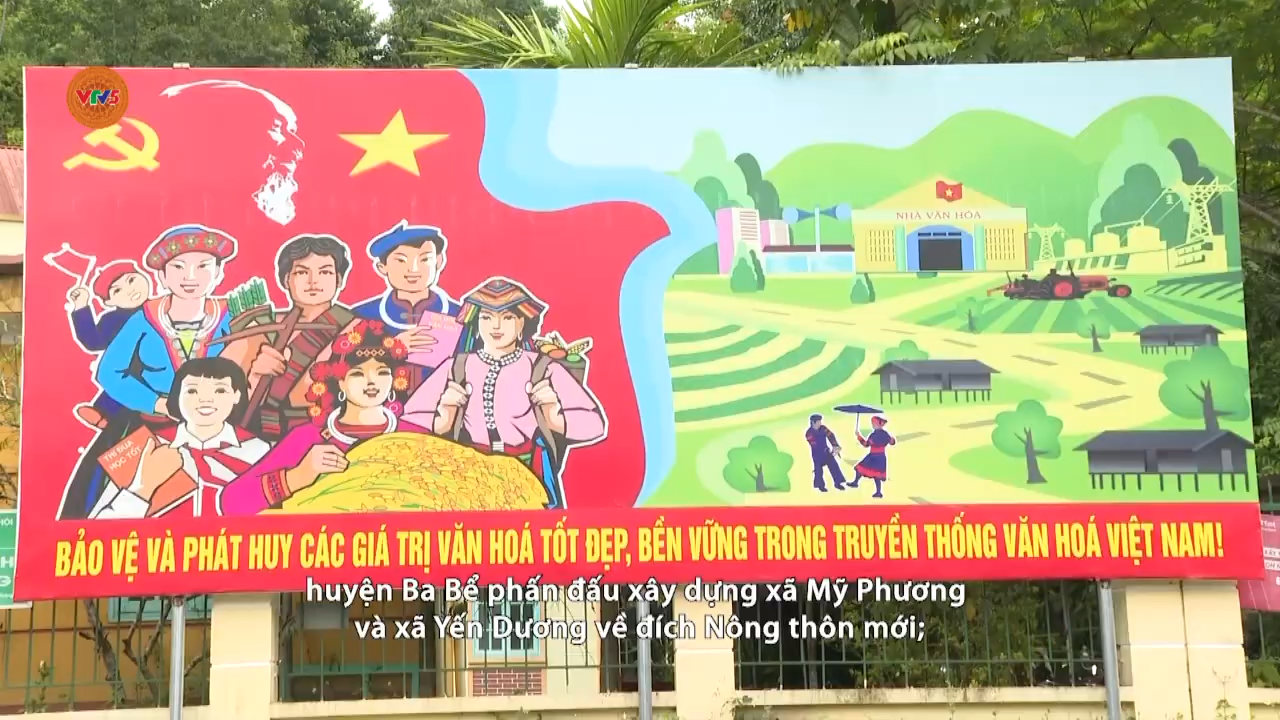 VTV5
NHÀ VĂN HÓA
THI ĐUA
HỌC TỐT
BẢO VỆ VÀ PHÁT HUY CÁC GIÁ TRỊ VĂN HOÁ TỐT ĐẸP, BỀN VỮNG TRONG TRUYỀN THỐNG VĂN HOÁ VIỆT NAM!
huyện Ba Bể phấn đấu xây dựng xã Mỹ Phương
và xã Yến Dương về đích Nông thôn mới;